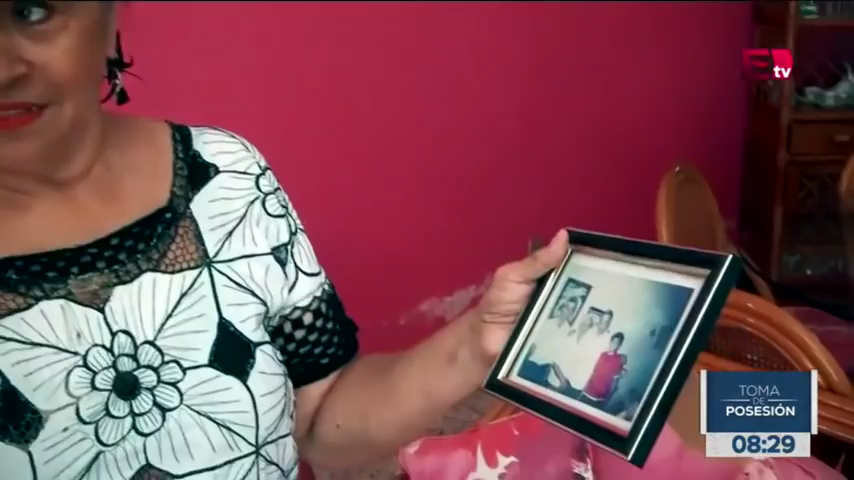 E
tv
TOMA
DE
POSESIÓN
08:29